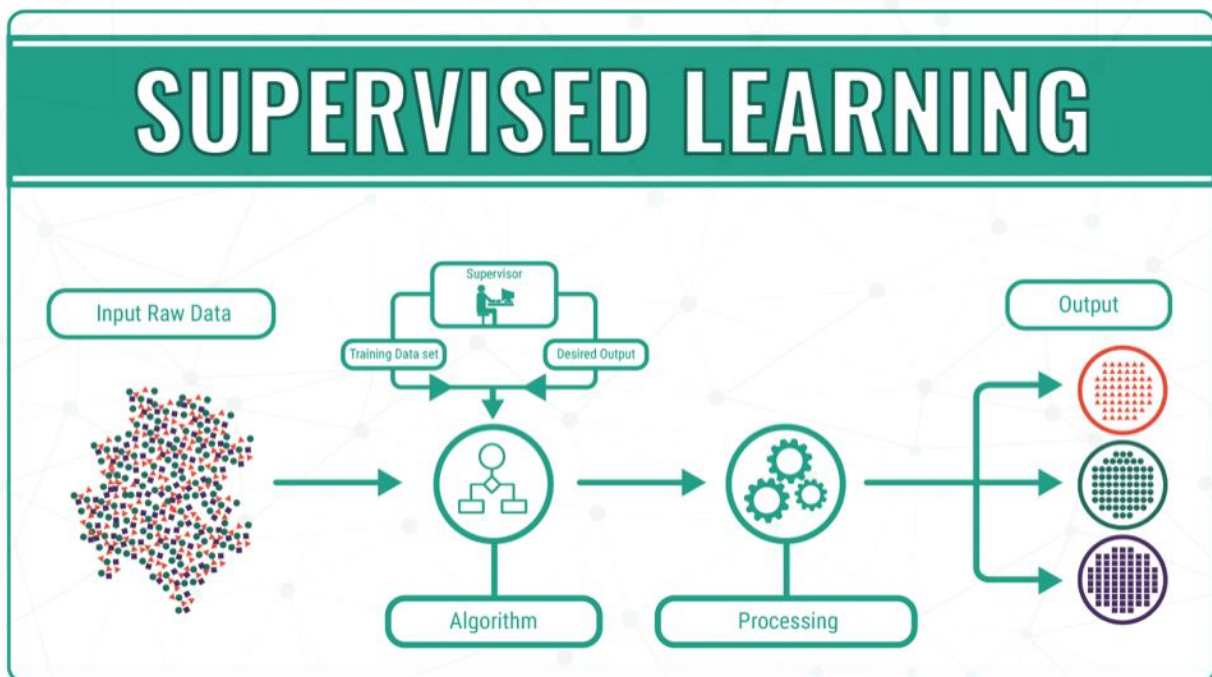 SUPERVISED LEARNING
Input Raw Data
Supervisor
Training Data set
Desired Output
Output
Algorithm
Processing